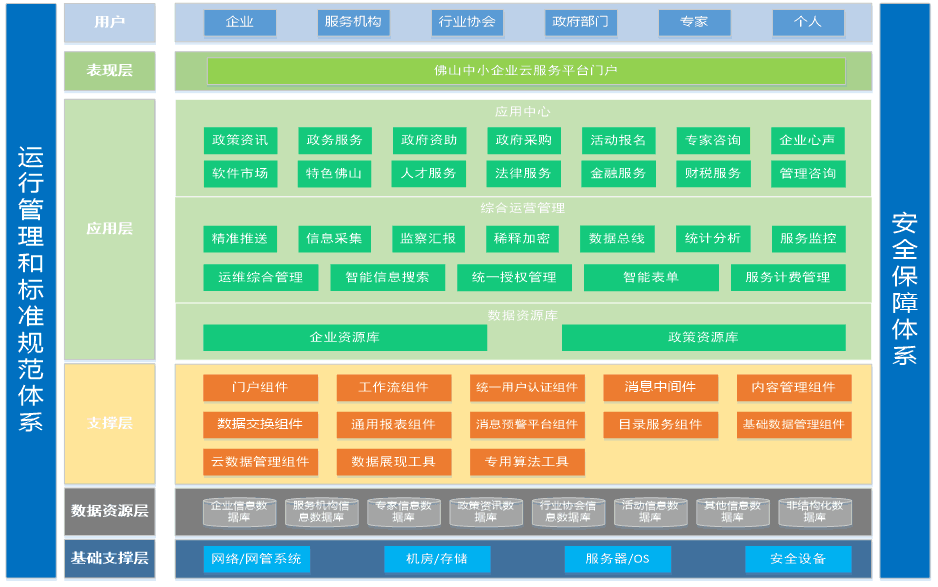 运行管理和标准规范体系
用户
企业 服务机构 行业协会 政府部门 专家 个人
表现层
佛山中小企业云服务平台门户
应用层
应用中心
政策资讯 政务服务 政府资助 政府采购 活动报名 专家咨询 企业心声
软件市场 特色佛山 人才服务 法律服务 金融服务 财税服务 管理咨询
综合运营管理
精准推送 信息采集 监察汇报 稀释加密 数据总线 统计分析 服务监控
运维综合管理 智能信息搜索 统一授权管理 智能表单 服务计费管理
数据资源库
企业资源库 政策资源库
支撑层
门户组件 工作流组件 统一用户认证组件 消息中间件 内容管理组件
数据交换组件 通用报表组件 消息预警平台组件 目录服务组件 基础数据管理组件
云数据管理组件 数据展现工具 专用算法工具
数据资源层
企业信息数据库 服务机构信息数据库 专家信息数据库 政策资讯数据库 行业协会信息数据库 活动信息数据库 其他信息数据库 非结构化数据库
基础支撑层
网络/网管系统 机房/存储 服务器/OS 安全设备
安全保障体系